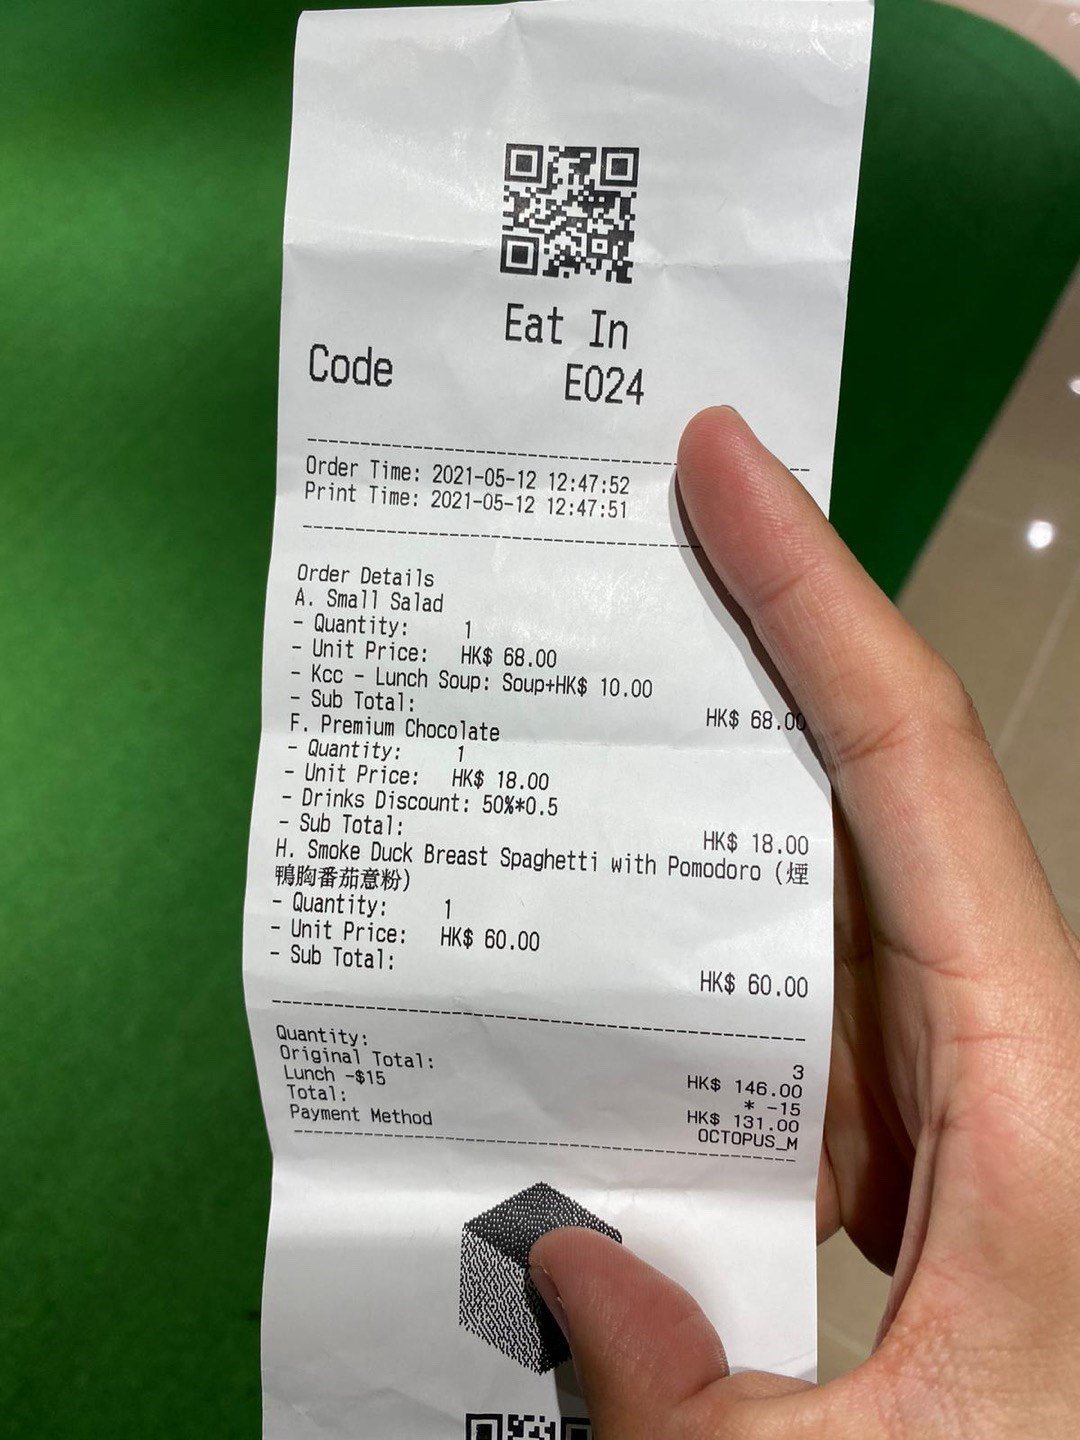 Eat In
Code E024
Order Time: 2021-05-12 12:47:52
Print Time: 2021-05-12 12:47:51
Order Details
A. Small Salad
- Quantity: 1
- Unit Price: HK$ 68.00
- Kcc - Lunch Soup: Soup+HK$ 10.00
- Sub Total: HK$ 68.00
F. Premium Chocolate
- Quantity: 1
- Unit Price: HK$ 18.00
- Drinks Discount: 50%*0.5
- Sub Total: HK$ 18.00
H. Smoke Duck Breast Spaghetti with Pomodoro (煙
鴨胸番茄意粉)
- Quantity: 1
- Unit Price: HK$ 60.00
- Sub Total: HK$ 60.00
Quantity: 3
Original Total: HK$ 146.00
Lunch -$15 * -15
Total: HK$ 131.00
Payment Method OCTOPUS_M